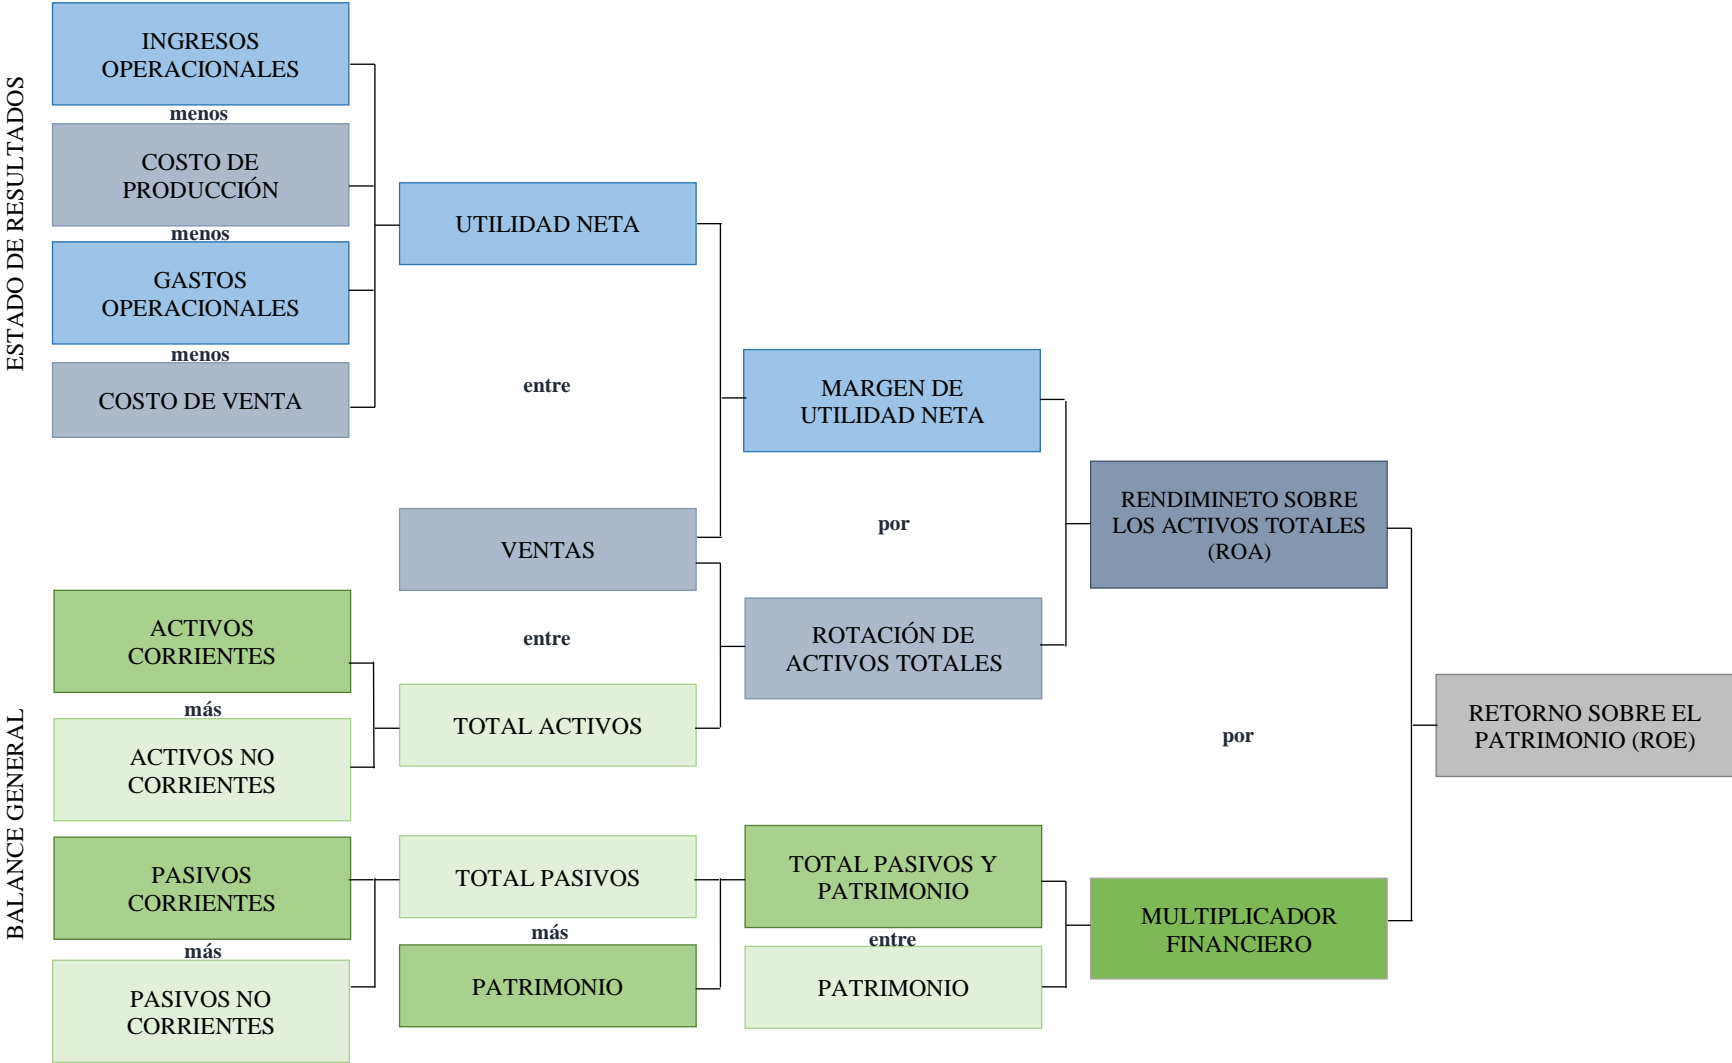 ESTADO DE RESULTADOS
INGRESOS
OPERACIONALES
menos
COSTO DE
PRODUCCIÓN
menos
GASTOS
OPERACIONALES
menos
COSTO DE VENTA
UTILIDAD NETA
entre
VENTAS
entre
TOTAL ACTIVOS
MARGEN DE
UTILIDAD NETA
por
ROTACIÓN DE
ACTIVOS TOTALES
RENDIMINETO SOBRE
LOS ACTIVOS TOTALES
(ROA)
por
RETORNO SOBRE EL
PATRIMONIO (ROE)
BALANCE GENERAL
ACTIVOS
CORRIENTES
más
ACTIVOS NO
CORRIENTES
PASIVOS
CORRIENTES
más
PASIVOS NO
CORRIENTES
TOTAL PASIVOS
más
PATRIMONIO
TOTAL PASIVOS Y
PATRIMONIO
entre
PATRIMONIO
MULTIPLICADOR
FINANCIERO